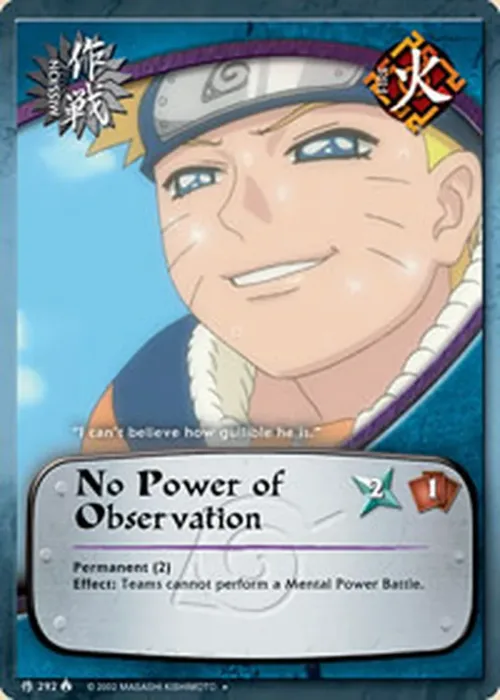 MISSION
作戦
FIRE
火
"I can't believe how gullible he is."
No Power of
Observation
2
1
Permanent (2)
Effect: Teams cannot perform a Mental Power Battle.
292
© 2002 MASASHI KISHIMOTO